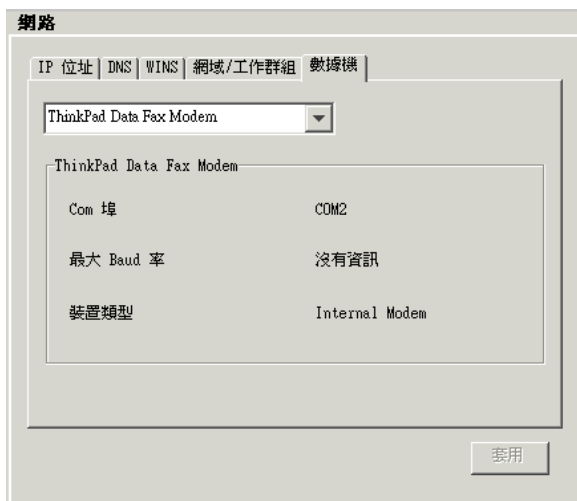 網路
IP 位址 DNS WINS 網域/工作群組 數據機
ThinkPad Data Fax Modem
ThinkPad Data Fax Modem
Com 埠 COM2
最大 Baud 率 沒有資訊
裝置類型 Internal Modem
套用